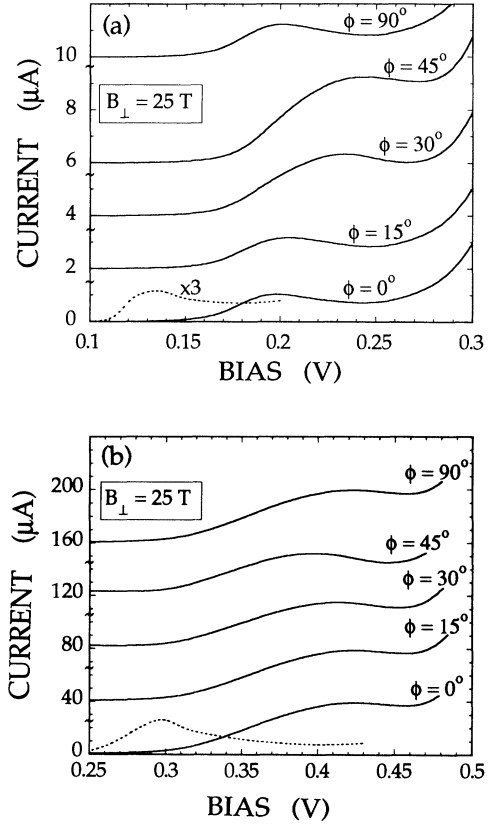 (a)
ϕ = 90°
ϕ = 45°
B⊥ = 25 T
ϕ = 30°
ϕ = 15°
x3
ϕ = 0°
10
8
6
4
2
0
CURRENT (μA)
0.1 0.15 0.2 0.25 0.3
BIAS (V)
(b)
ϕ = 90°
B⊥ = 25 T
ϕ = 45°
ϕ = 30°
ϕ = 15°
ϕ = 0°
200
160
120
80
40
0
CURRENT (μA)
0.25 0.3 0.35 0.4 0.45 0.5
BIAS (V)